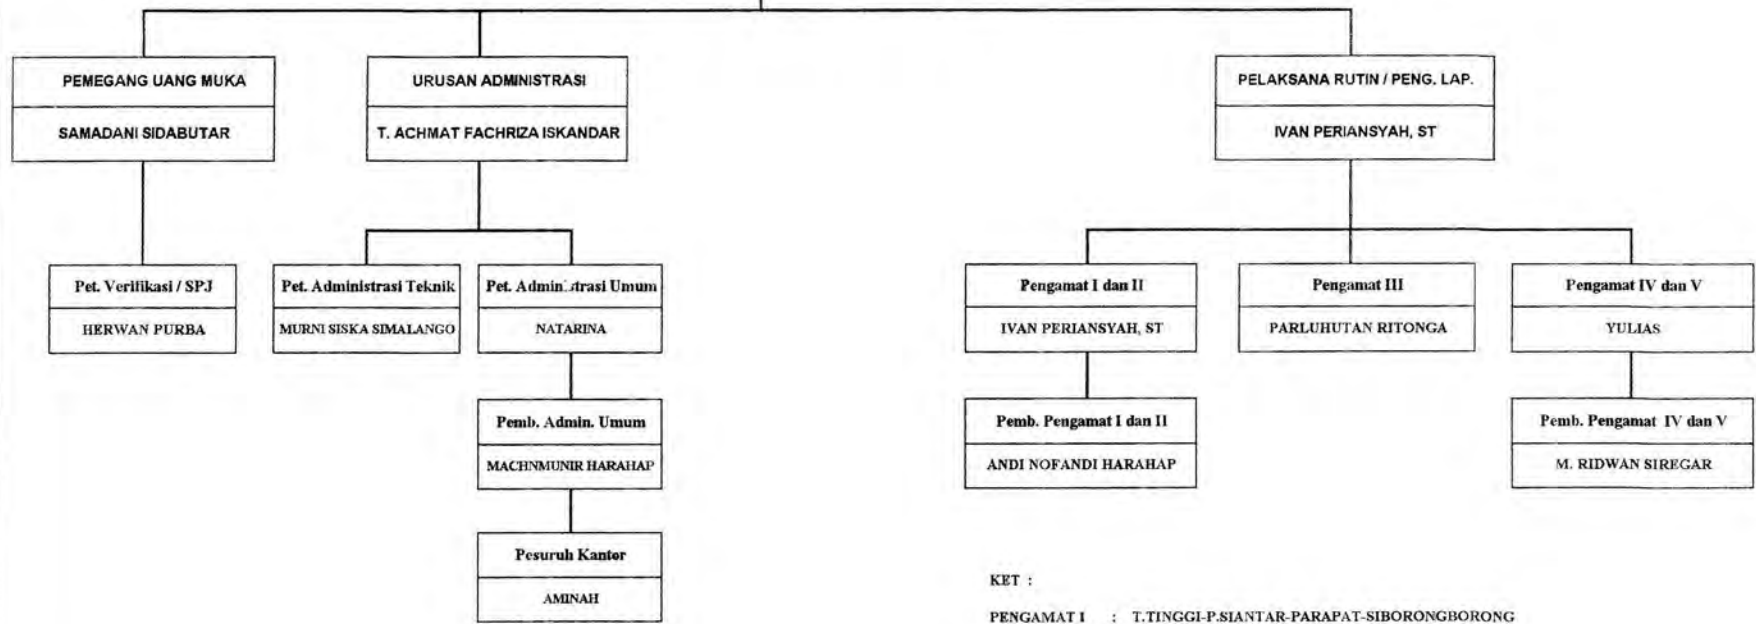 PEMEGANG UANG MUKA
SAMADANI SIDABUTAR
URUSAN ADMINISTRASI
T. ACHMAT FACHRIZA ISKANDAR
PELAKSANA RUTIN / PENG. LAP.
IVAN PERIANSYAH, ST
Pet. Verifikasi / SPJ
HERWAN PURBA
Pet. Administrasi Teknik
MURNI SISKA SIMALANGO
Pet. Administrasi Umum
NATARINA
Pengamat I dan II
IVAN PERIANSYAH, ST
Pengamat III
PARLUHUTAN RITONGA
Pengamat IV dan V
YULIAS
Pemb. Admin. Umum
MACHNMUNIR HARAHAP
Pemb. Pengamat I dan II
ANDI NOFANDI HARAHAP
Pemb. Pengamat IV dan V
M. RIDWAN SIREGAR
Pesuruh Kantor
AMINAH
KET :
PENGAMAT I : T.TINGGI-P.SIANTAR-PARAPAT-SIBORONGBORONG